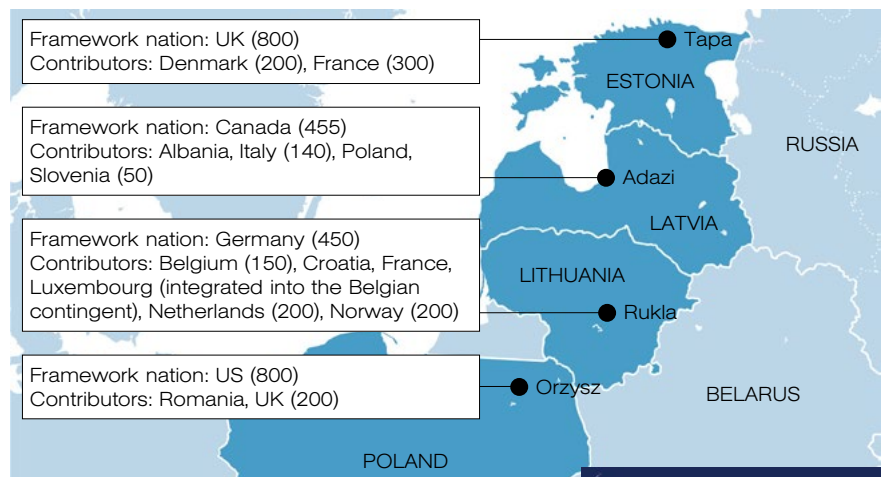 Framework nation: UK (800)
Contributors: Denmark (200), France (300)
Tapa
ESTONIA
RUSSIA
Framework nation: Canada (455)
Contributors: Albania, Italy (140), Poland,
Slovenia (50)
Adazi
LATVIA
Framework nation: Germany (450)
Contributors: Belgium (150), Croatia, France,
Luxembourg (integrated into the Belgian
contingent), Netherlands (200), Norway (200)
LITHUANIA
Rukla
Framework nation: US (800)
Contributors: Romania, UK (200)
Orzysz
BELARUS
POLAND